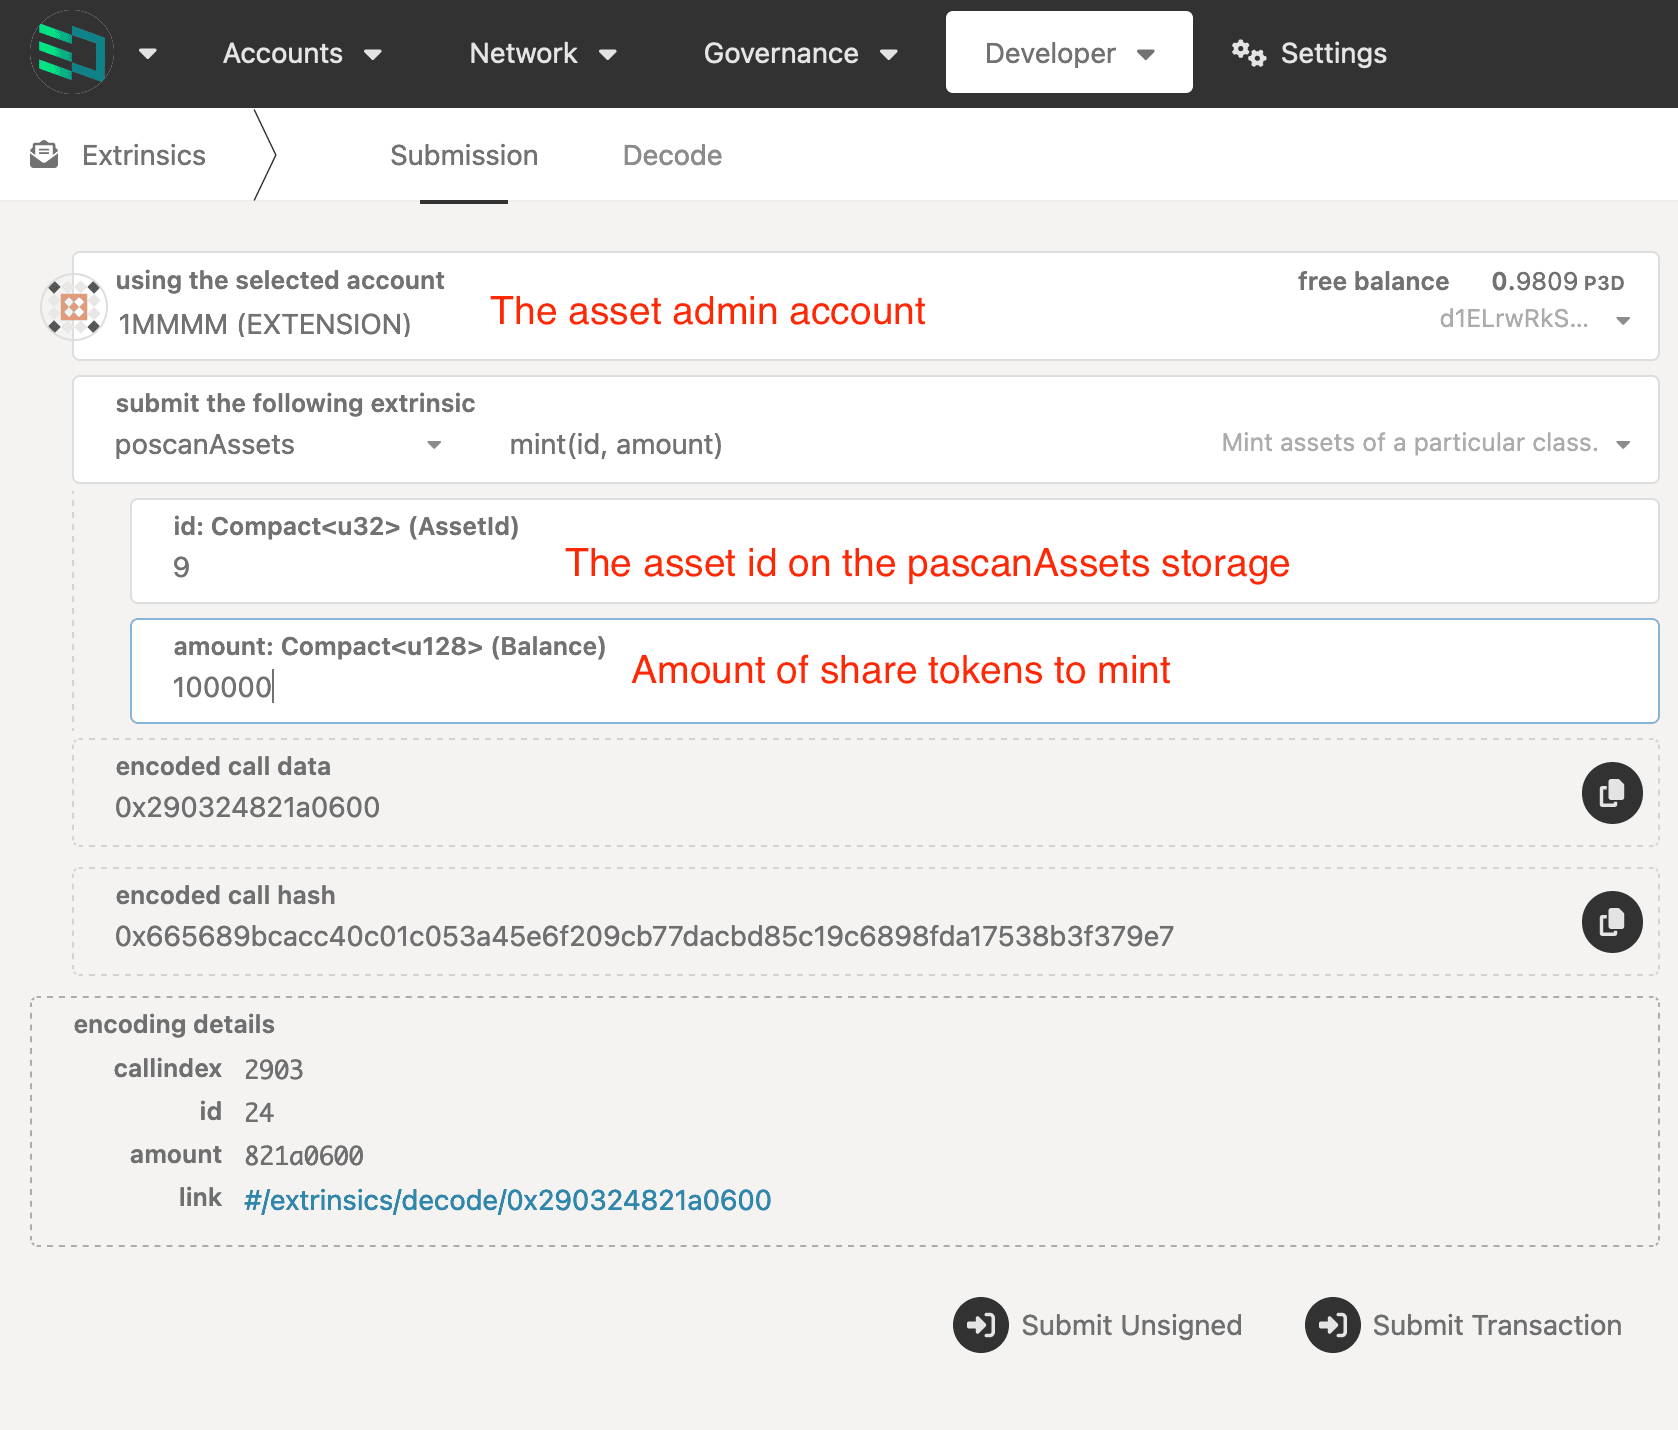 Accounts Network Governance Developer Settings
Extrinsics Submission Decode
using the selected account
1MMMM (EXTENSION)
The asset admin account
free balance 0.9809 P3D
d1ELrwRkS...
submit the following extrinsic
poscanAssets mint(id, amount) Mint assets of a particular class.
id: Compact<u32> (AssetId)
9
The asset id on the pascanAssets storage
amount: Compact<u128> (Balance)
100000
Amount of share tokens to mint
encoded call data
0x290324821a0600
encoded call hash
0x665689bcacc40c01c053a45e6f209cb77dacbd85c19c6898fda17538b3f379e7
encoding details
callindex 2903
id 24
amount 821a0600
link #/extrinsics/decode/0x290324821a0600
Submit Unsigned Submit Transaction